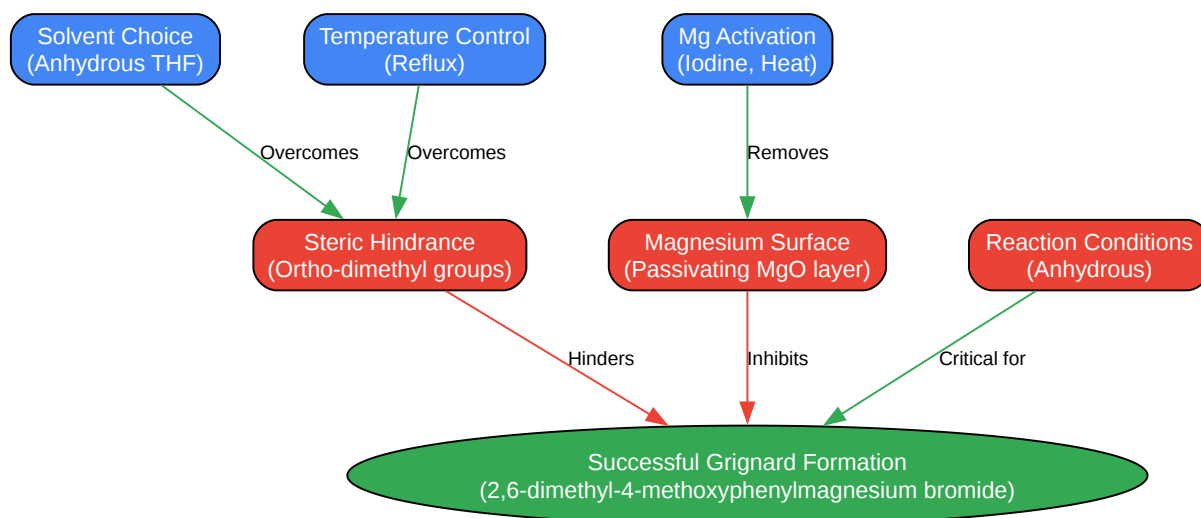 Solvent Choice
(Anhydrous THF)
Temperature Control
(Reflux)
Mg Activation
(Iodine, Heat)
Overcomes
Overcomes
Removes
Steric Hindrance
(Ortho-dimethyl groups)
Magnesium Surface
(Passivating MgO layer)
Reaction Conditions
(Anhydrous)
Hinders
Inhibits
Critical for
Successful Grignard Formation
(2,6-dimethyl-4-methoxyphenylmagnesium bromide)